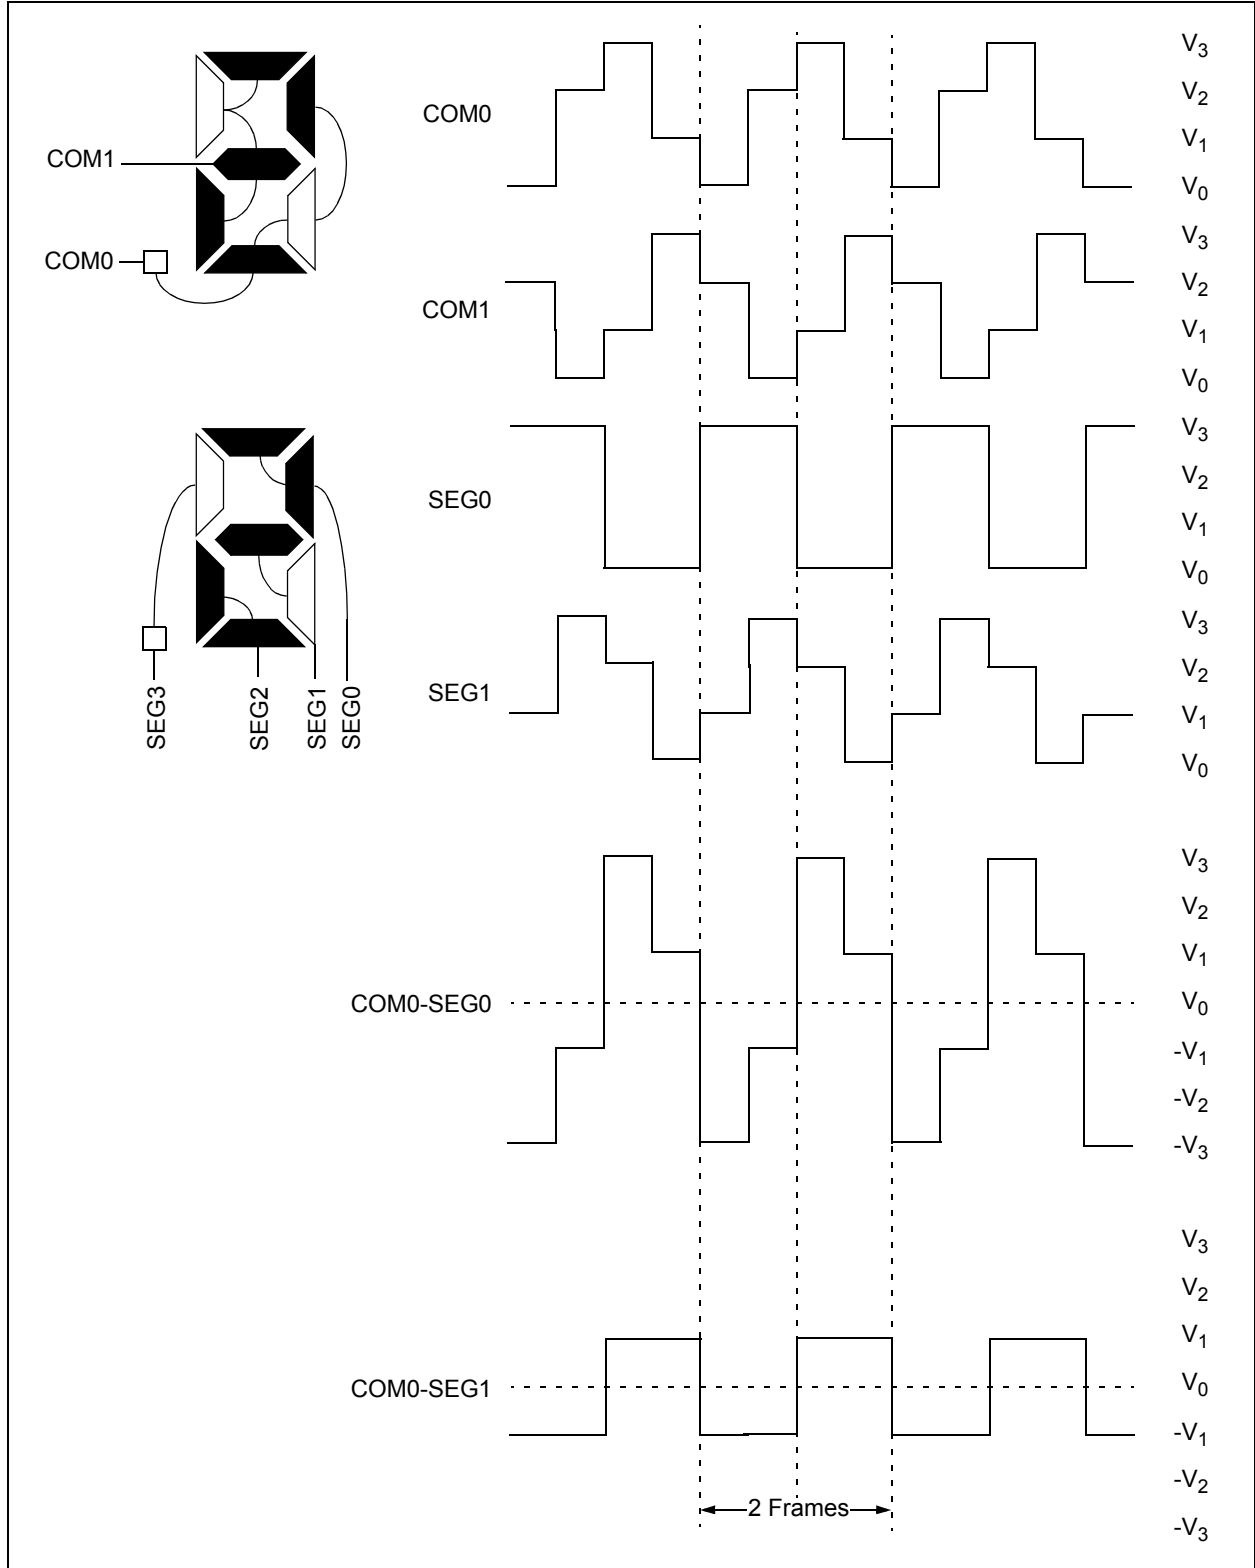 COM1
COM0
SEG3
SEG2
SEG1
SEG0
COM0
V3
V2
V1
V0
COM1
V3
V2
V1
V0
SEG0
V3
V2
V1
V0
SEG1
V3
V2
V1
V0
COM0-SEG0
V3
V2
V1
V0
-V1
-V2
-V3
COM0-SEG1
V3
V2
V1
V0
-V1
-V2
-V3
2 Frames